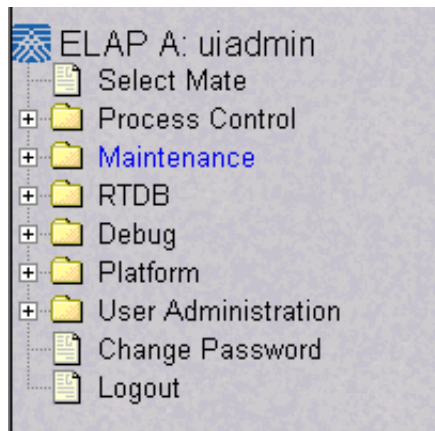 ELAP A: uiadmin
Select Mate
Process Control
Maintenance
RTDB
Debug
Platform
User Administration
Change Password
Logout